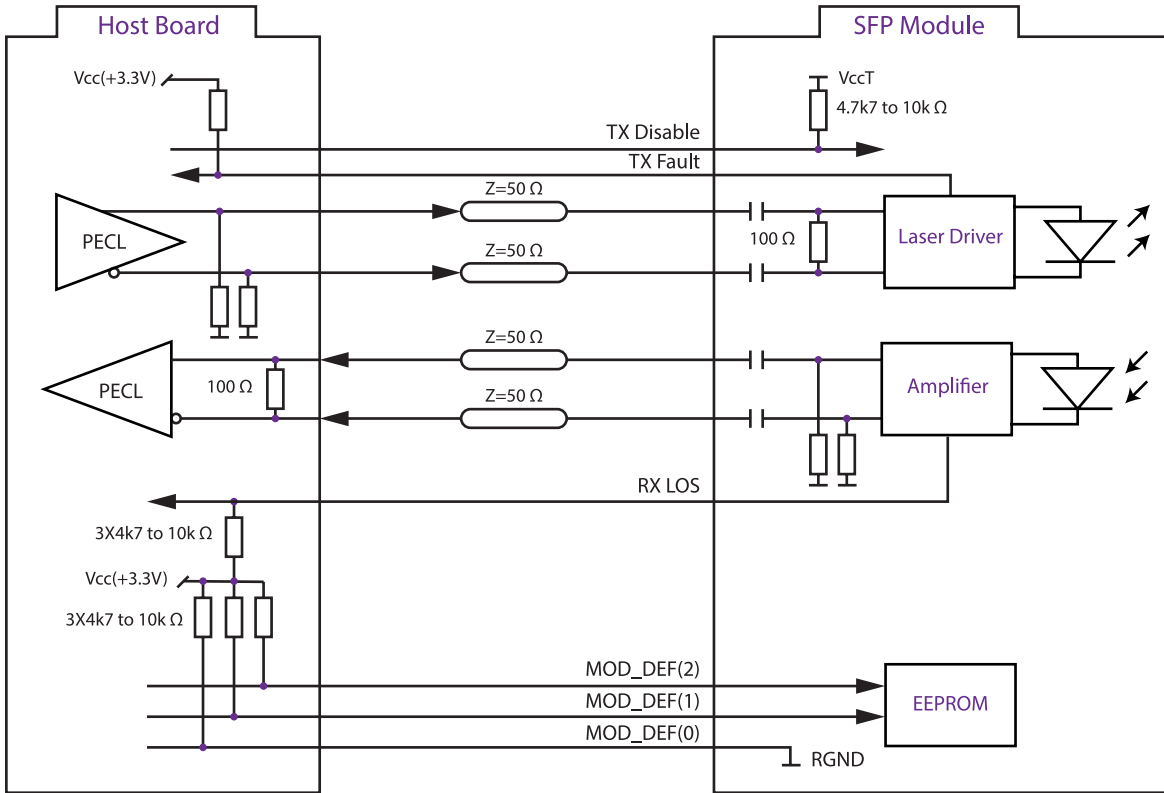 Host Board
SFP Module
Vcc(+3.3V)
VccT
4.7k7 to 10k Ω
TX Disable
TX Fault
Z=50 Ω
PECL
100 Ω
Laser Driver
Z=50 Ω
Z=50 Ω
100 Ω
PECL
Amplifier
Z=50 Ω
RX LOS
3X4k7 to 10k Ω
Vcc(+3.3V)
3X4k7 to 10k Ω
MOD_DEF(2)
MOD_DEF(1)
EEPROM
MOD_DEF(0)
RGND